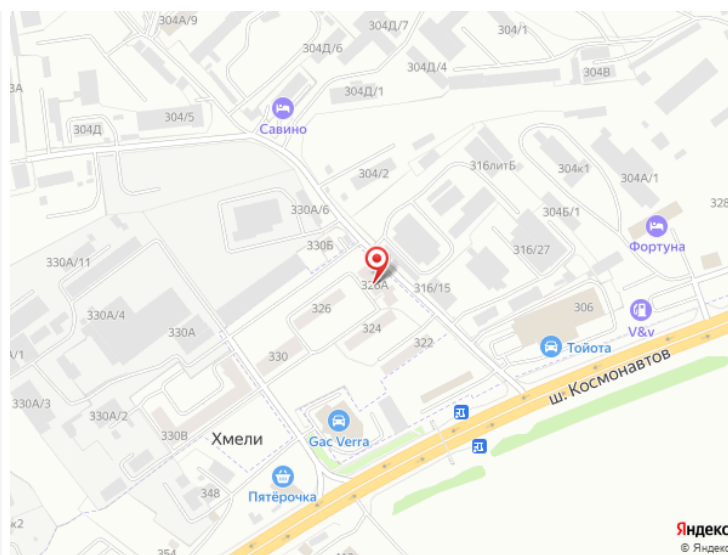 304А/9
304Д/7
304Д/6
304/1
304Д/4
304В
3А
304Д/1
304/5
304Д
Савино
304/2
316литБ
304к1
304А/1
330А/6
304Б/1
328
330Б
316/27
Фортуна
330А/11
316/15
326
306
330А/4
330А
324
322
V&v
Тойота
А/1
330
ш. Космонавтов
330А/3
330А/2
330В
Хмели
Gac Verra
348
Пятёрочка
к2
354
Яндекс
© Яндекс